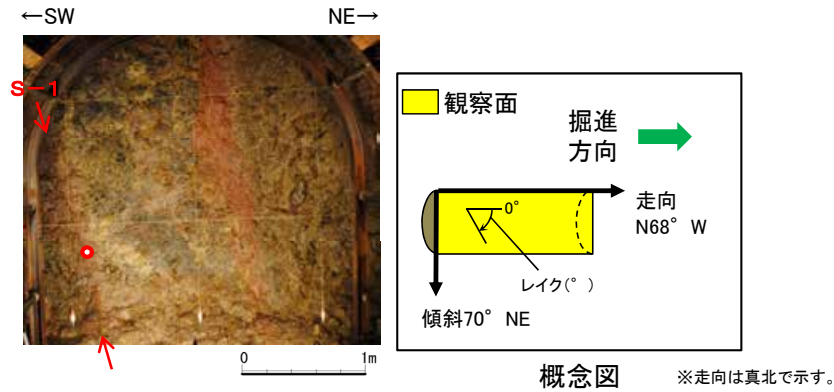 ←SW
NE→
S-1
0
1m
観察面
掘進
方向
0°
走向
N68°W
レイク(°)
傾斜70°NE
概念図
※走向は真北で示す。